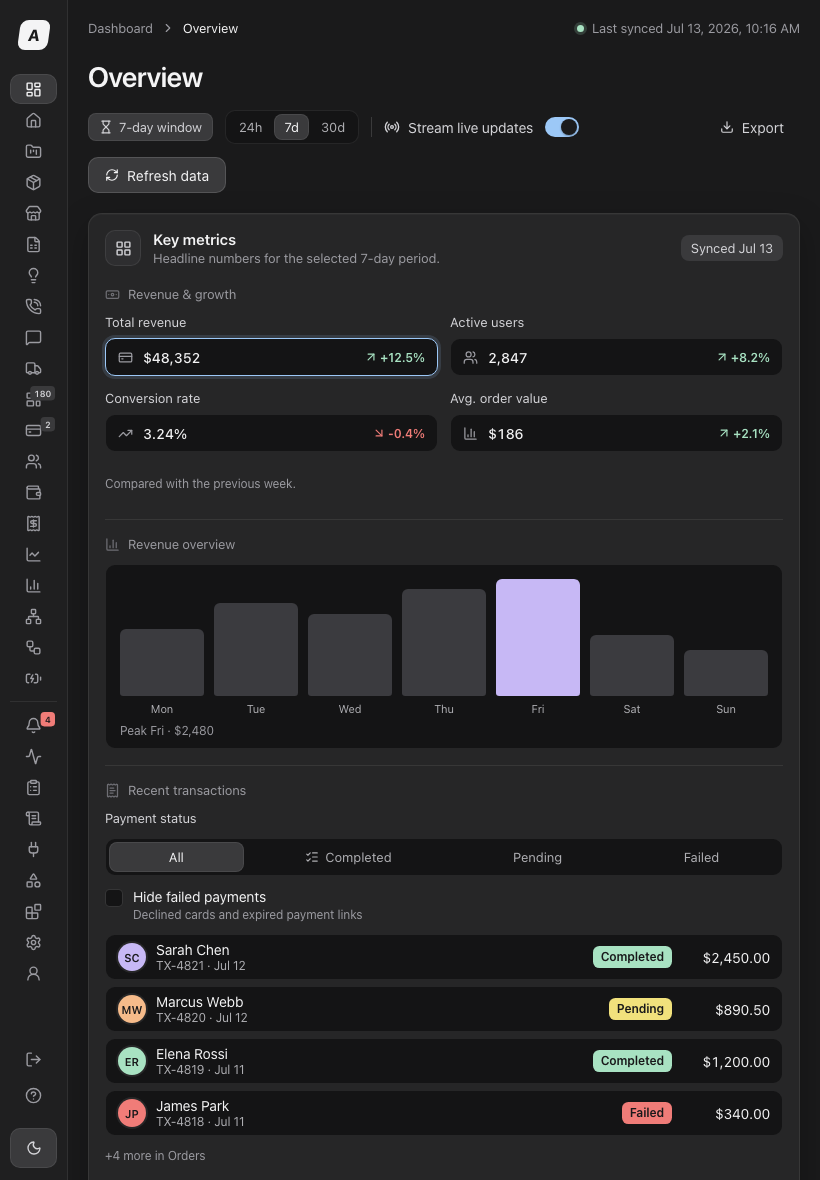 A
Dashboard
Overview
Last synced Jul 13, 2026, 10:16 AM
Overview
7-day window
24h
7d
30d
Stream live updates
Export
Refresh data
Key metrics
Headline numbers for the selected 7-day period.
Synced Jul 13
Revenue & growth
Total revenue
Active users
$48,352
+12.5%
2,847
+8.2%
Conversion rate
Avg. order value
3.24%
-0.4%
$186
+2.1%
180
2
Compared with the previous week.
Revenue overview
Mon
Tue
Wed
Thu
Fri
Sat
Sun
4
Peak Fri · $2,480
Recent transactions
Payment status
All
Completed
Pending
Failed
Hide failed payments
Declined cards and expired payment links
SC
Sarah Chen
TX-4821 · Jul 12
Completed
$2,450.00
MW
Marcus Webb
TX-4820 · Jul 12
Pending
$890.50
ER
Elena Rossi
TX-4819 · Jul 11
Completed
$1,200.00
JP
James Park
TX-4818 · Jul 11
Failed
$340.00
+4 more in Orders